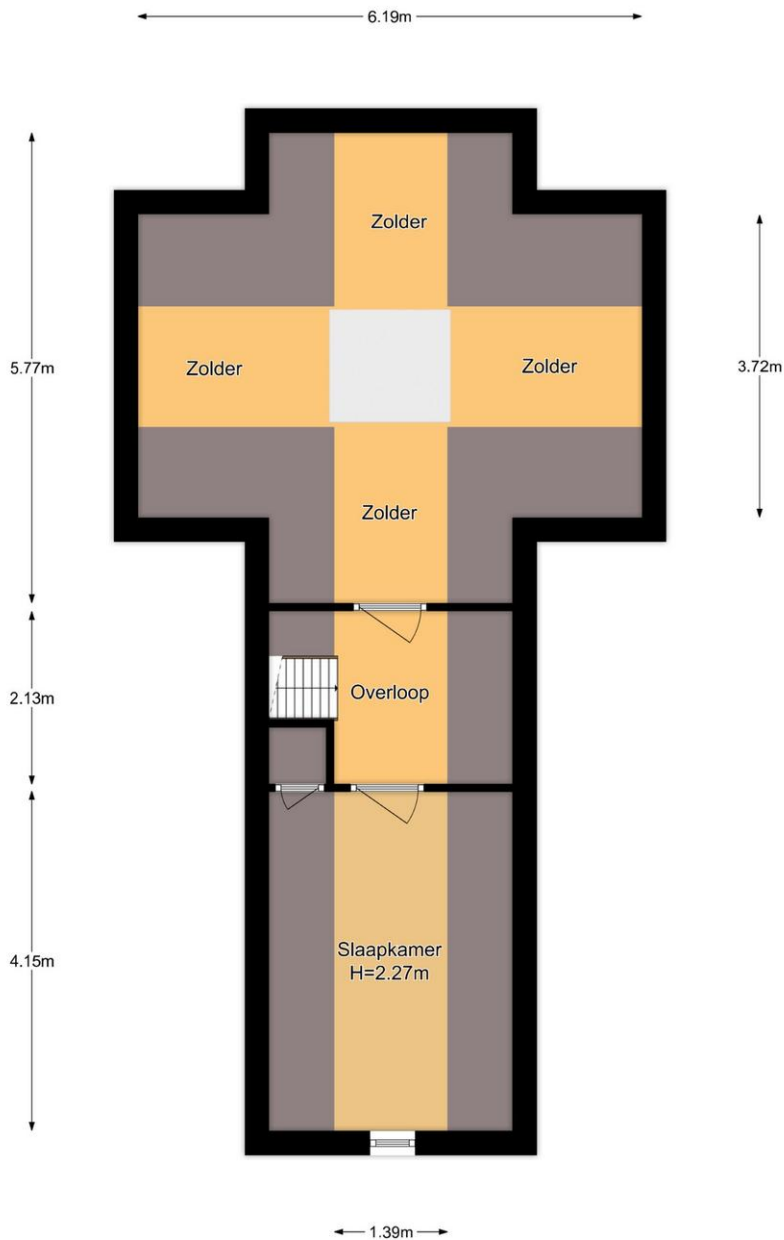 6.19m
Zolder
5.77m
Zolder
Zolder
3.72m
Zolder
2.13m
Overloop
4.15m
Slaapkamer
H=2.27m
1.39m